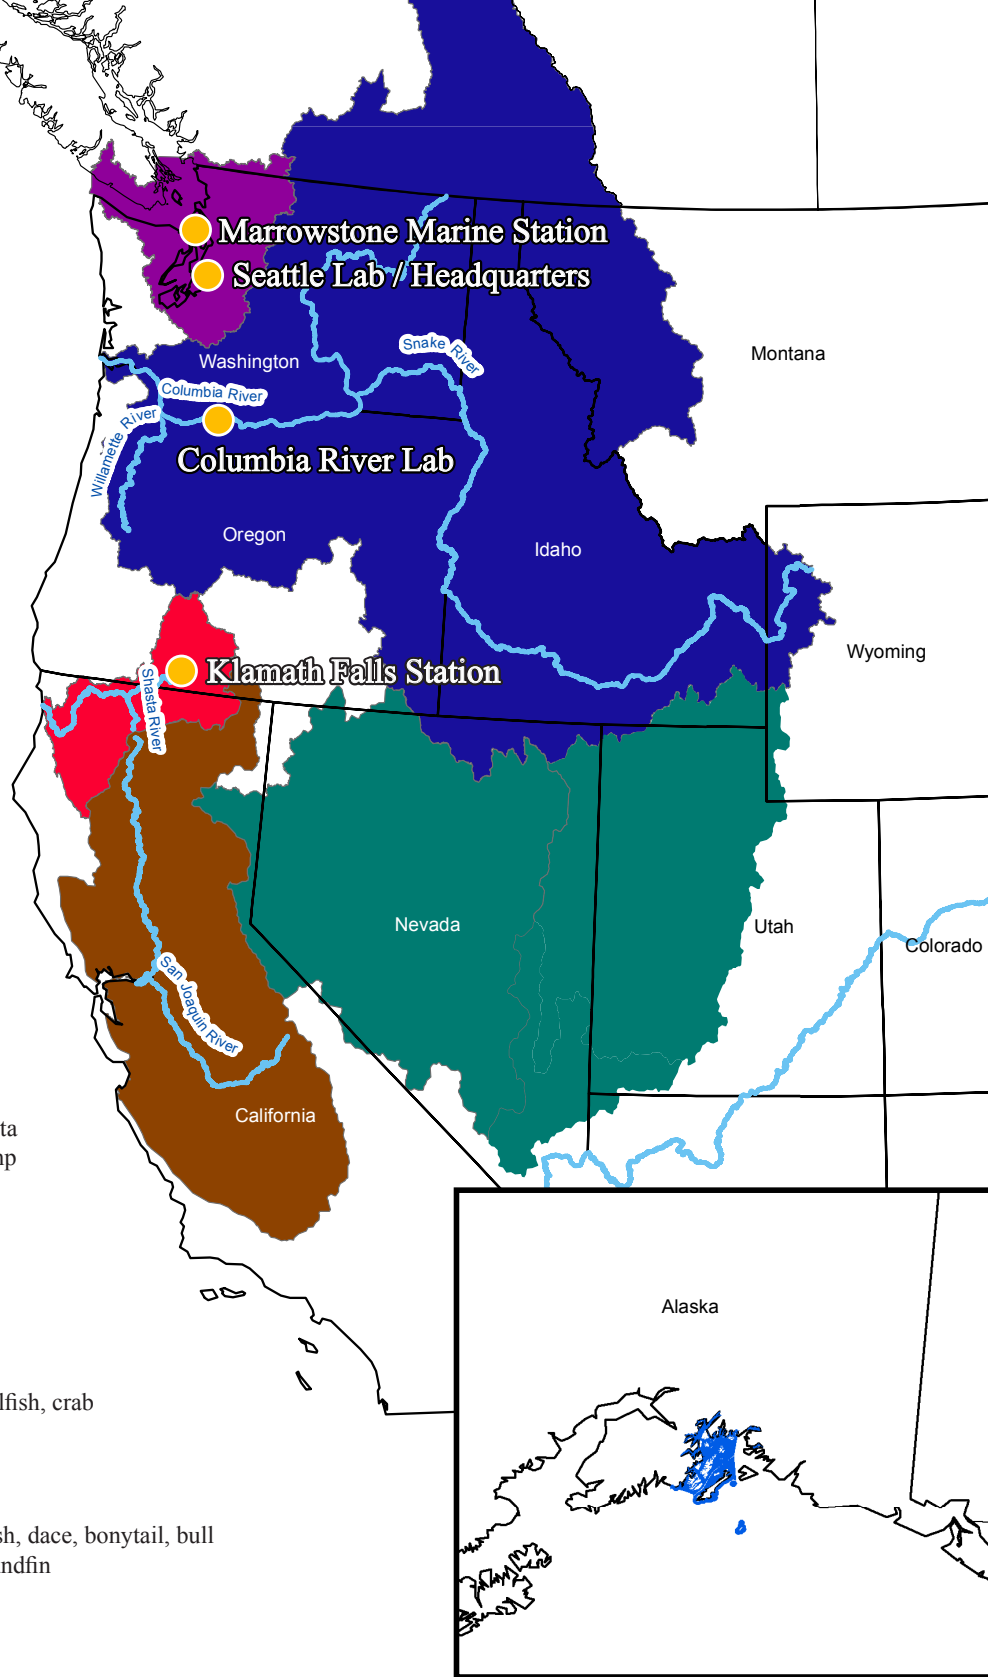 Marrowstone Marine Station
Seattle Lab / Headquarters
Washington
Snake River
Montana
Columbia River
Willamette River
Columbia River Lab
Oregon
Idaho
Wyoming
Klamath Falls Station
Shasta River
Nevada
Utah
Colorado
San Joaquin River
California
ta
np
Alaska
lfish, crab
sh, dace, bonytail, bull
ndfin